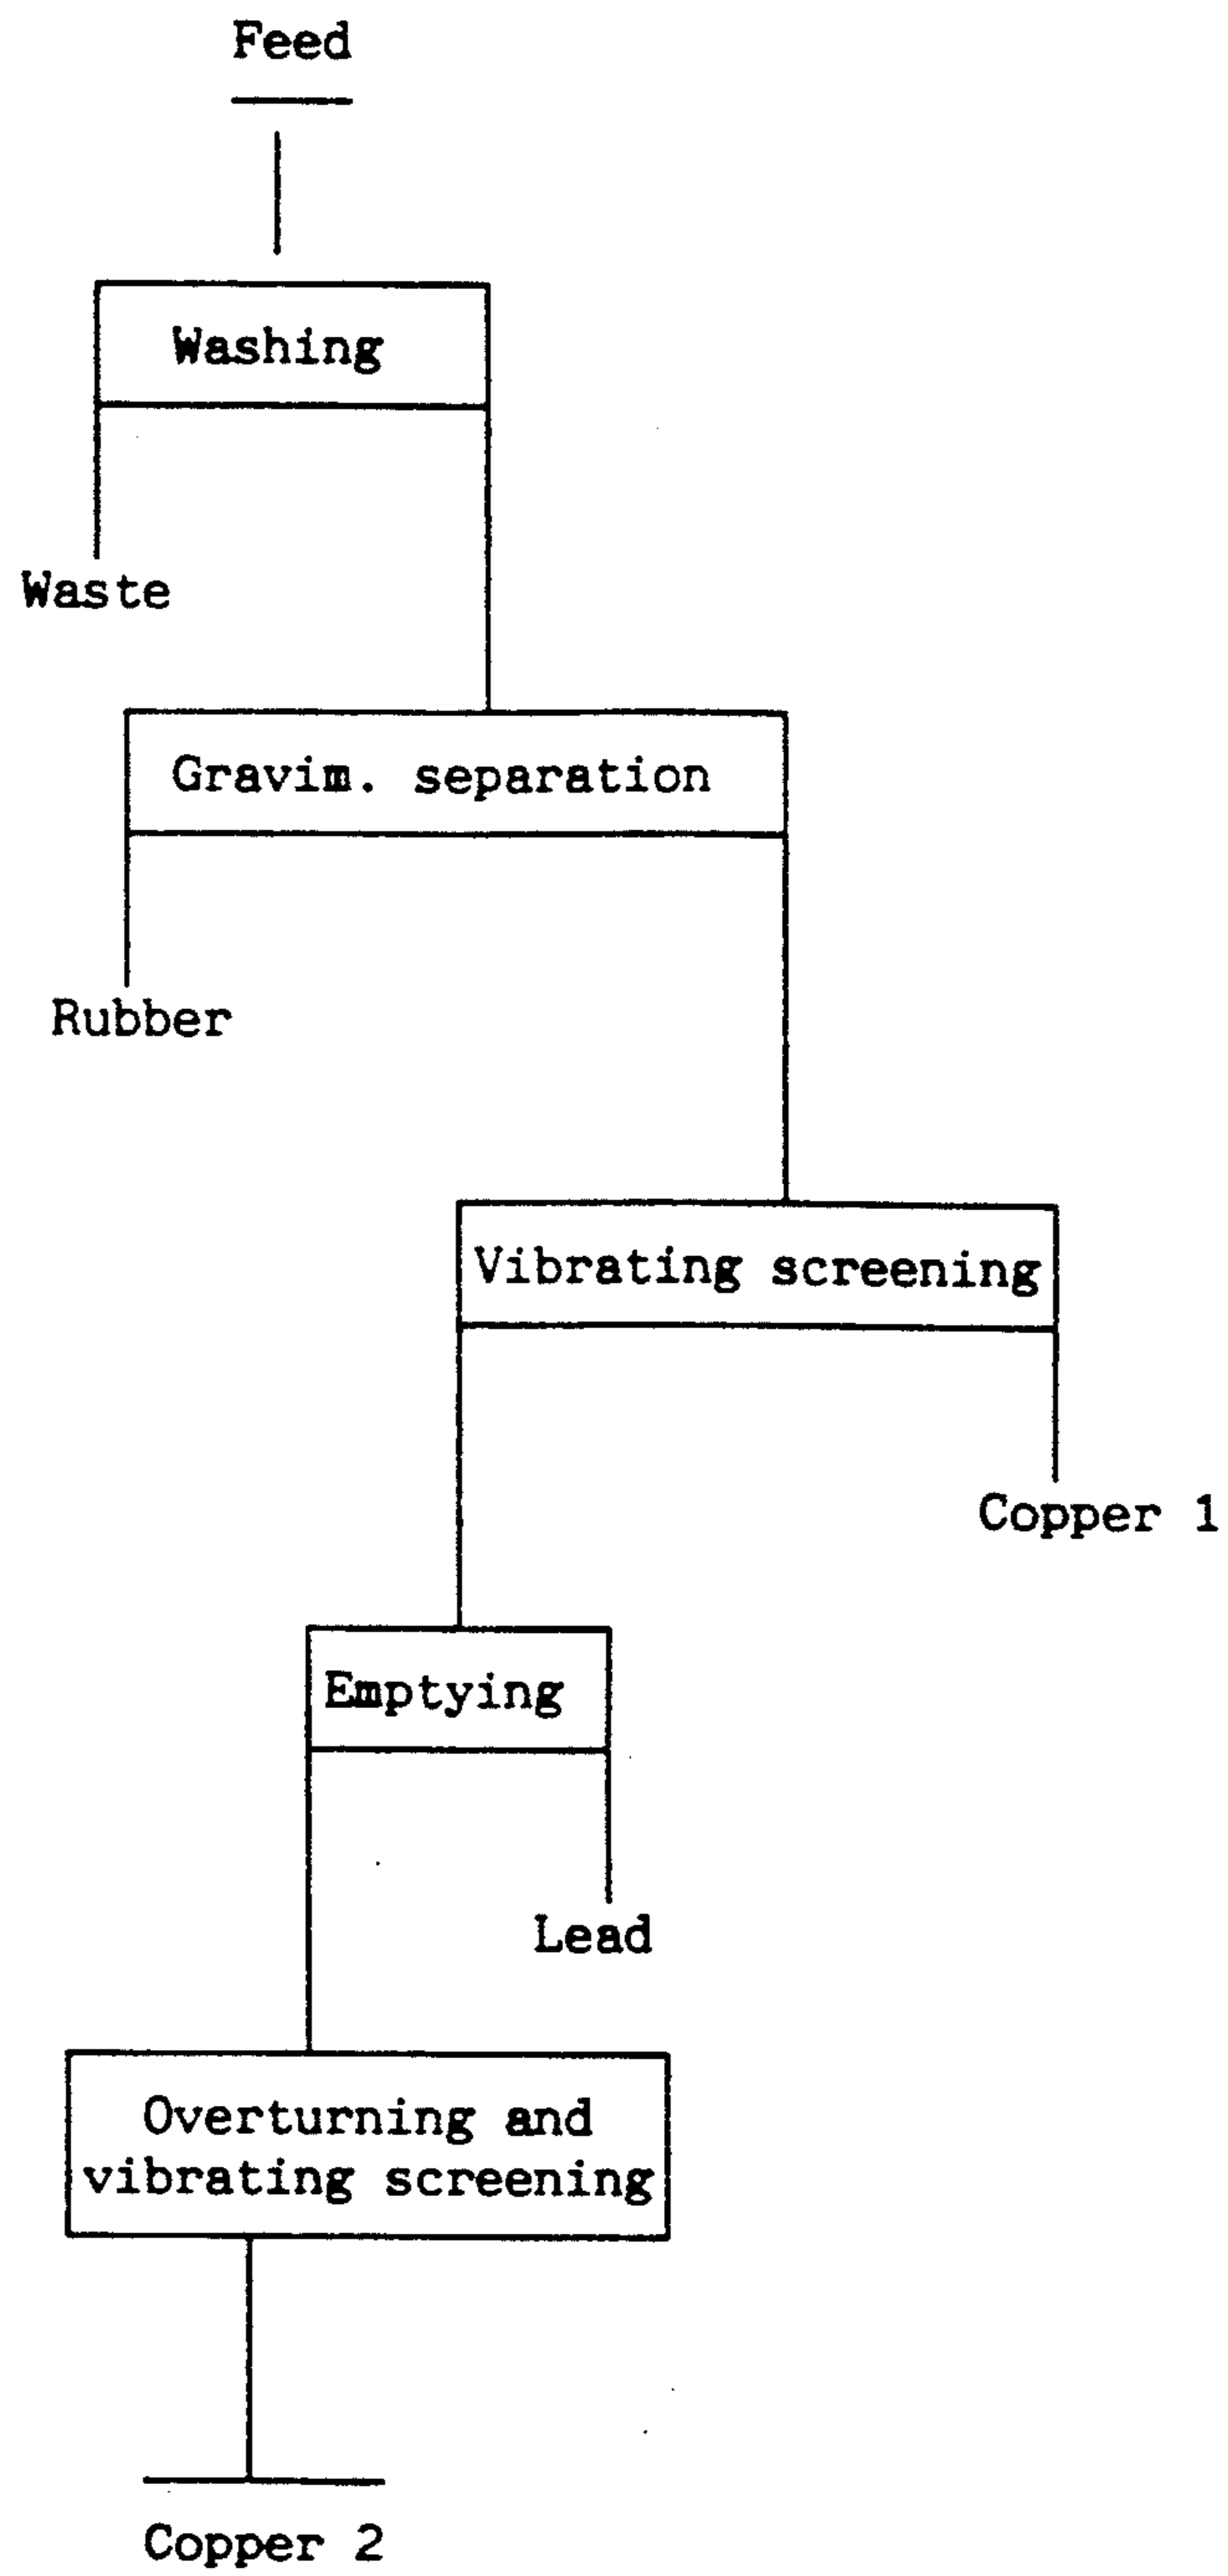 Feed
Washing
Waste
Gravim. separation
Rubber
Vibrating screening
Copper 1
Emptying
Lead
Overturning and
vibrating screening
Copper 2